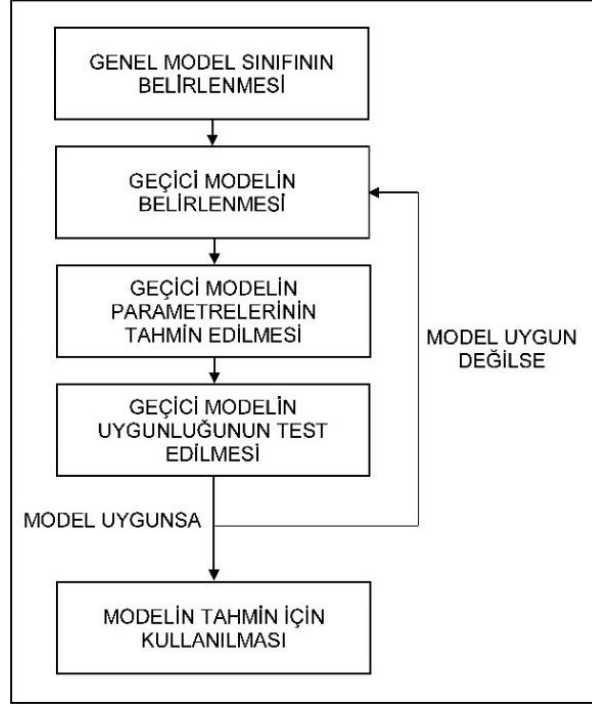 GENEL MODEL SINIFININ
BELİRLENMESİ
GEÇİCİ MODELİN
BELİRLENMESİ
GEÇİCİ MODELİN
PARAMETRELERİNİN
TAHMİN EDİLMESİ
MODEL UYGUN
DEĞİLSE
GEÇİCİ MODELİN
UYGUNLUĞUNUN TEST
EDİLMESİ
MODEL UYGUNSA
MODELİN TAHMİN İÇİN
KULLANILMASI